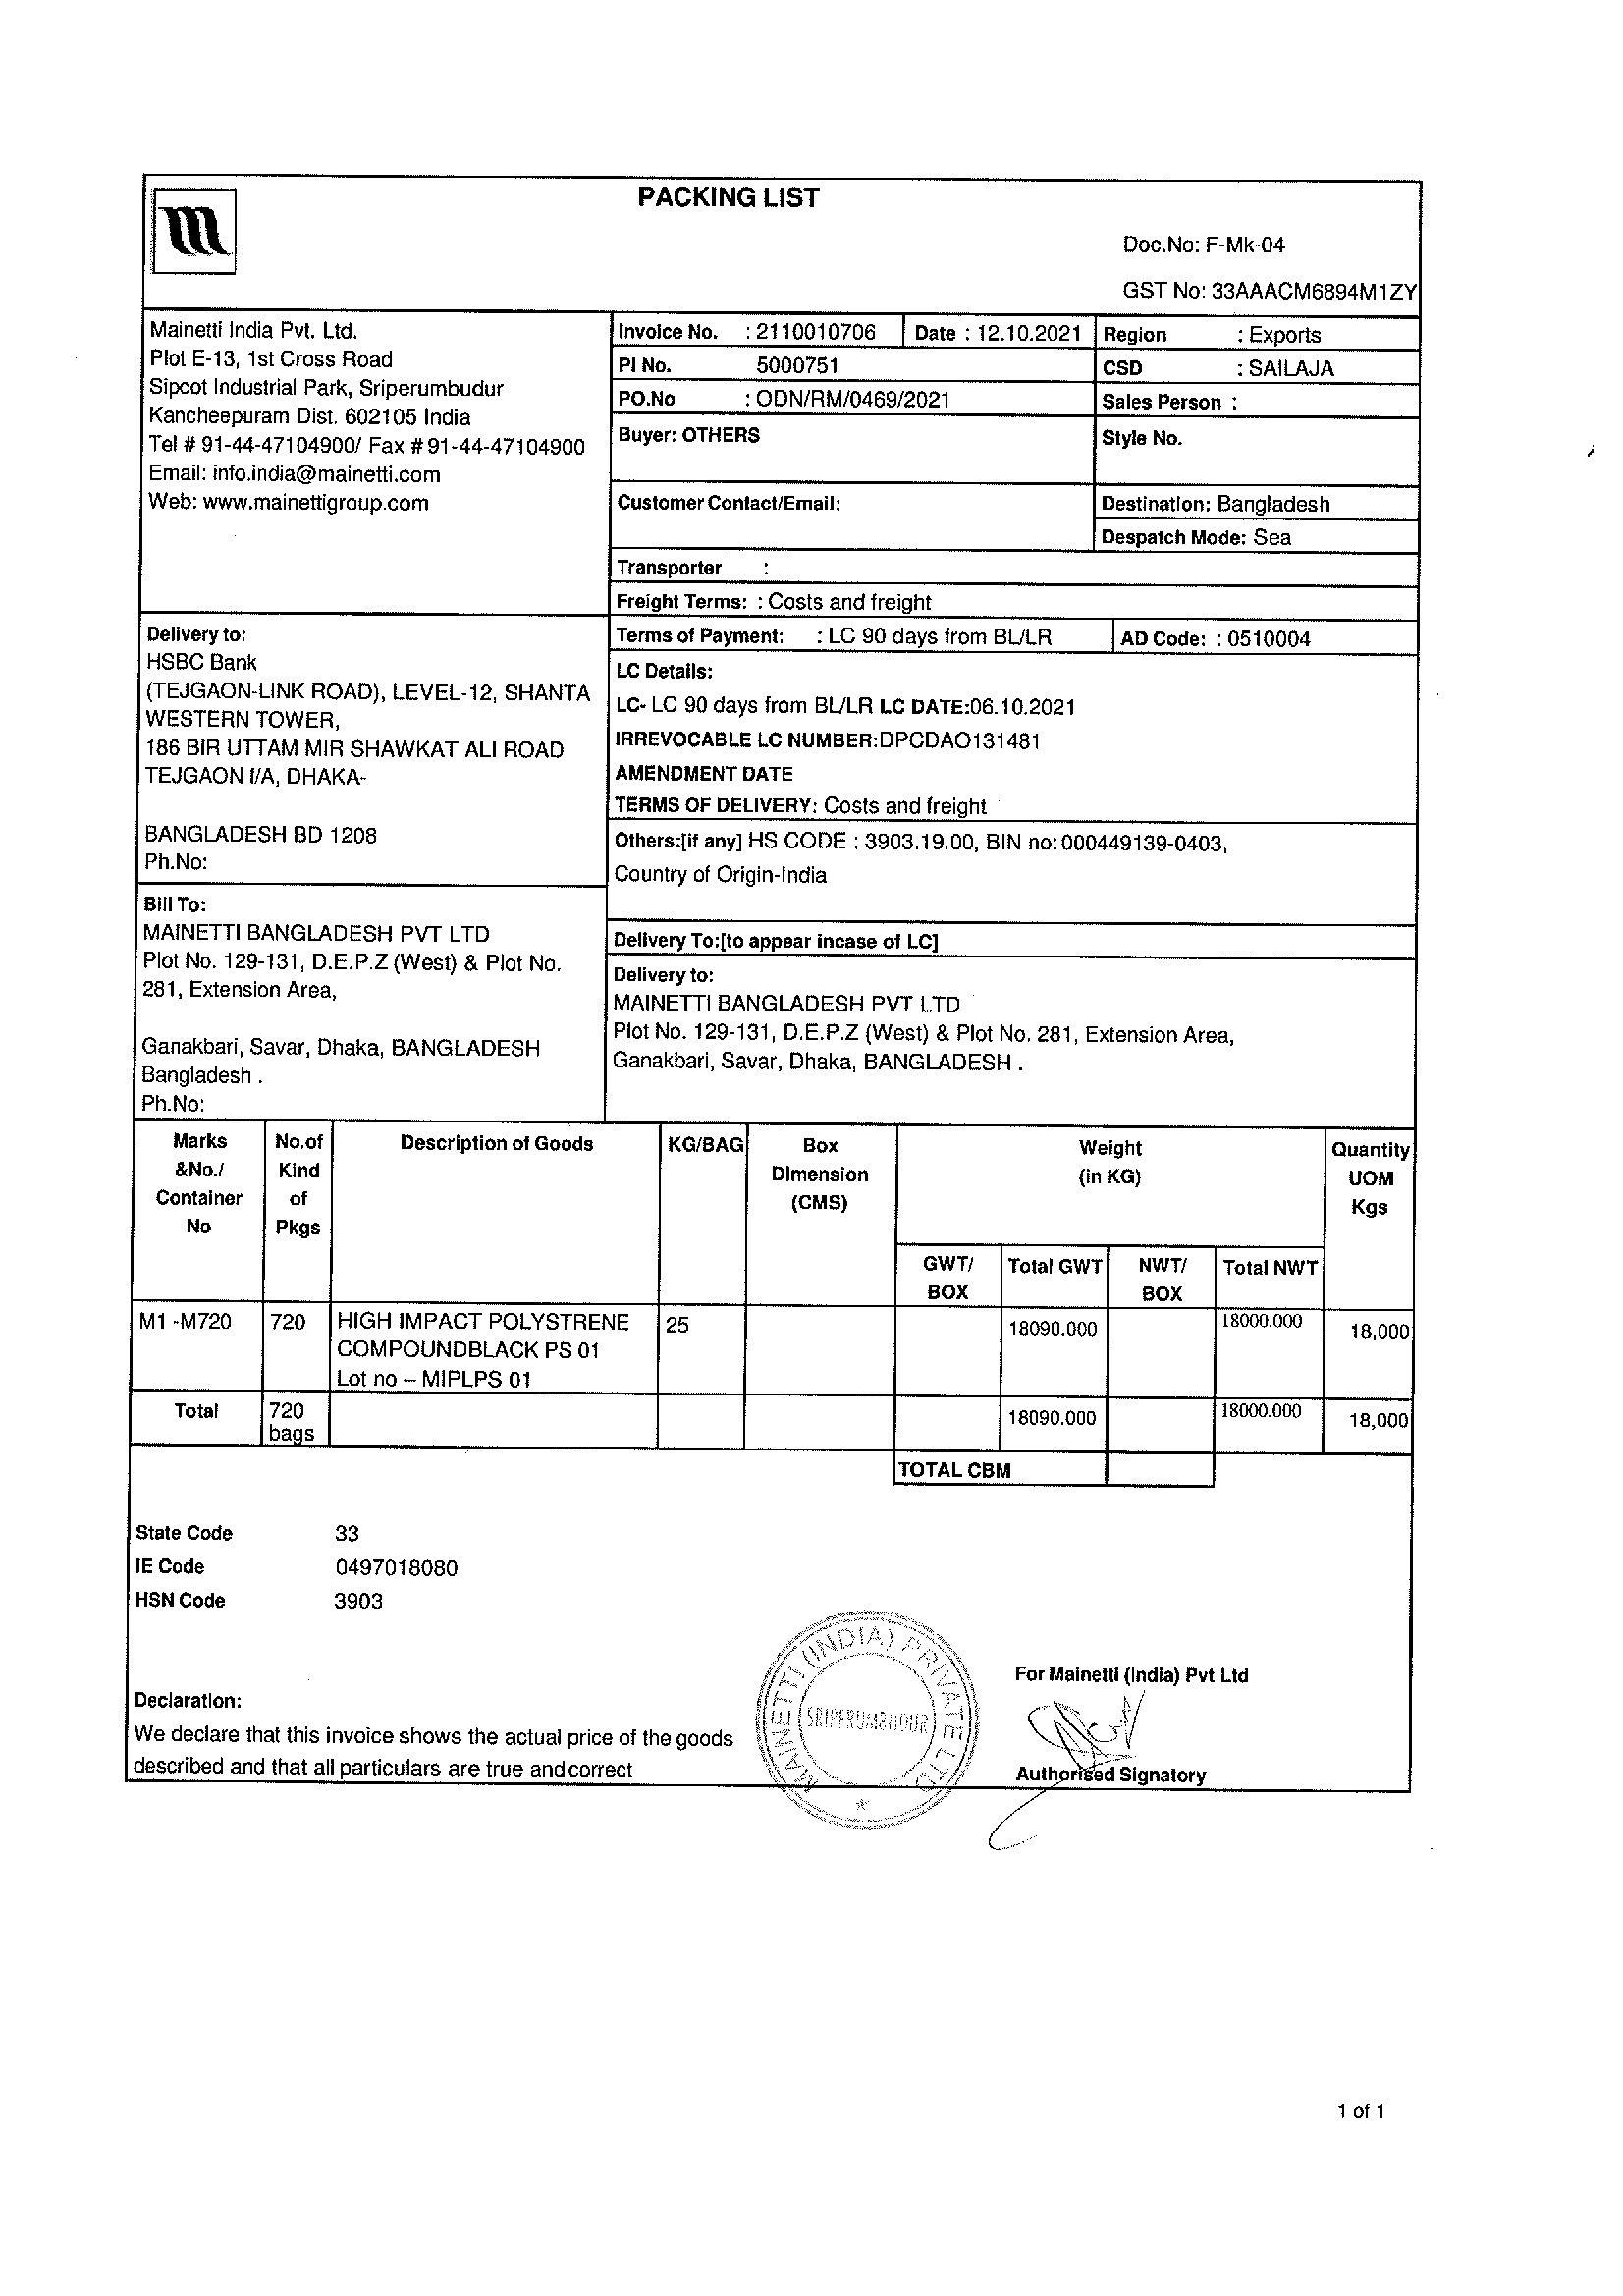 PACKING LIST
Doc.No: F-Mk-04
GST No: 33AAACM6894M1ZY
Mainetti India Pvt. Ltd.
Plot E-13, 1st Cross Road
Sipcot Industrial Park, Sriperumbudur
Kancheepuram Dist. 602105 India
Tel # 91-44-47104900/ Fax # 91-44-47104900
Email: info.india@mainetti.com
Web: www.mainettigroup.com
Invoice No. : 2110010706 Date : 12.10.2021 Region : Exports
PI No. 5000751 CSD : SAILAJA
PO.No : ODN/RM/0469/2021 Sales Person :
Buyer: OTHERS Style No.
Customer Contact/Email: Destination: Bangladesh
Despatch Mode: Sea
Transporter :
Freight Terms: : Costs and freight
Delivery to:
HSBC Bank
(TEJGAON-LINK ROAD), LEVEL-12, SHANTA
WESTERN TOWER,
186 BIR UTTAM MIR SHAWKAT ALI ROAD
TEJGAON I/A, DHAKA-
BANGLADESH BD 1208
Ph.No:
Terms of Payment: : LC 90 days from BL/LR AD Code: : 0510004
LC Details:
LC- LC 90 days from BL/LR LC DATE:06.10.2021
IRREVOCABLE LC NUMBER:DPCDAO131481
AMENDMENT DATE
TERMS OF DELIVERY: Costs and freight
Others:[if any] HS CODE : 3903.19.00, BIN no:000449139-0403,
Country of Origin-India
Bill To:
MAINETTI BANGLADESH PVT LTD
Plot No. 129-131, D.E.P.Z (West) & Plot No.
281, Extension Area,
Ganakbari, Savar, Dhaka, BANGLADESH
Bangladesh .
Ph.No:
Delivery To:[to appear incase of LC]
Delivery to:
MAINETTI BANGLADESH PVT LTD
Plot No. 129-131, D.E.P.Z (West) & Plot No. 281, Extension Area,
Ganakbari, Savar, Dhaka, BANGLADESH .
Marks &No./ Container No No.of Kind of Pkgs Description of Goods KG/BAG Box Dimension (CMS) Weight (in KG) Quantity UOM Kgs
GWT/ BOX Total GWT NWT/ BOX Total NWT
M1 -M720 720 HIGH IMPACT POLYSTRENE 25 18090.000 18000.000 18,000
COMPOUNDBLACK PS 01
Lot no – MIPLPS 01
Total 720 bags 18090.000 18000.000 18,000
TOTAL CBM
State Code 33
IE Code 0497018080
HSN Code 3903
MAINETTI (INDIA) PRIVATE LTD
SRIPERUMBUDUR
For Mainetti (India) Pvt Ltd
Declaration:
We declare that this invoice shows the actual price of the goods
described and that all particulars are true and correct
Authorised Signatory
1 of 1